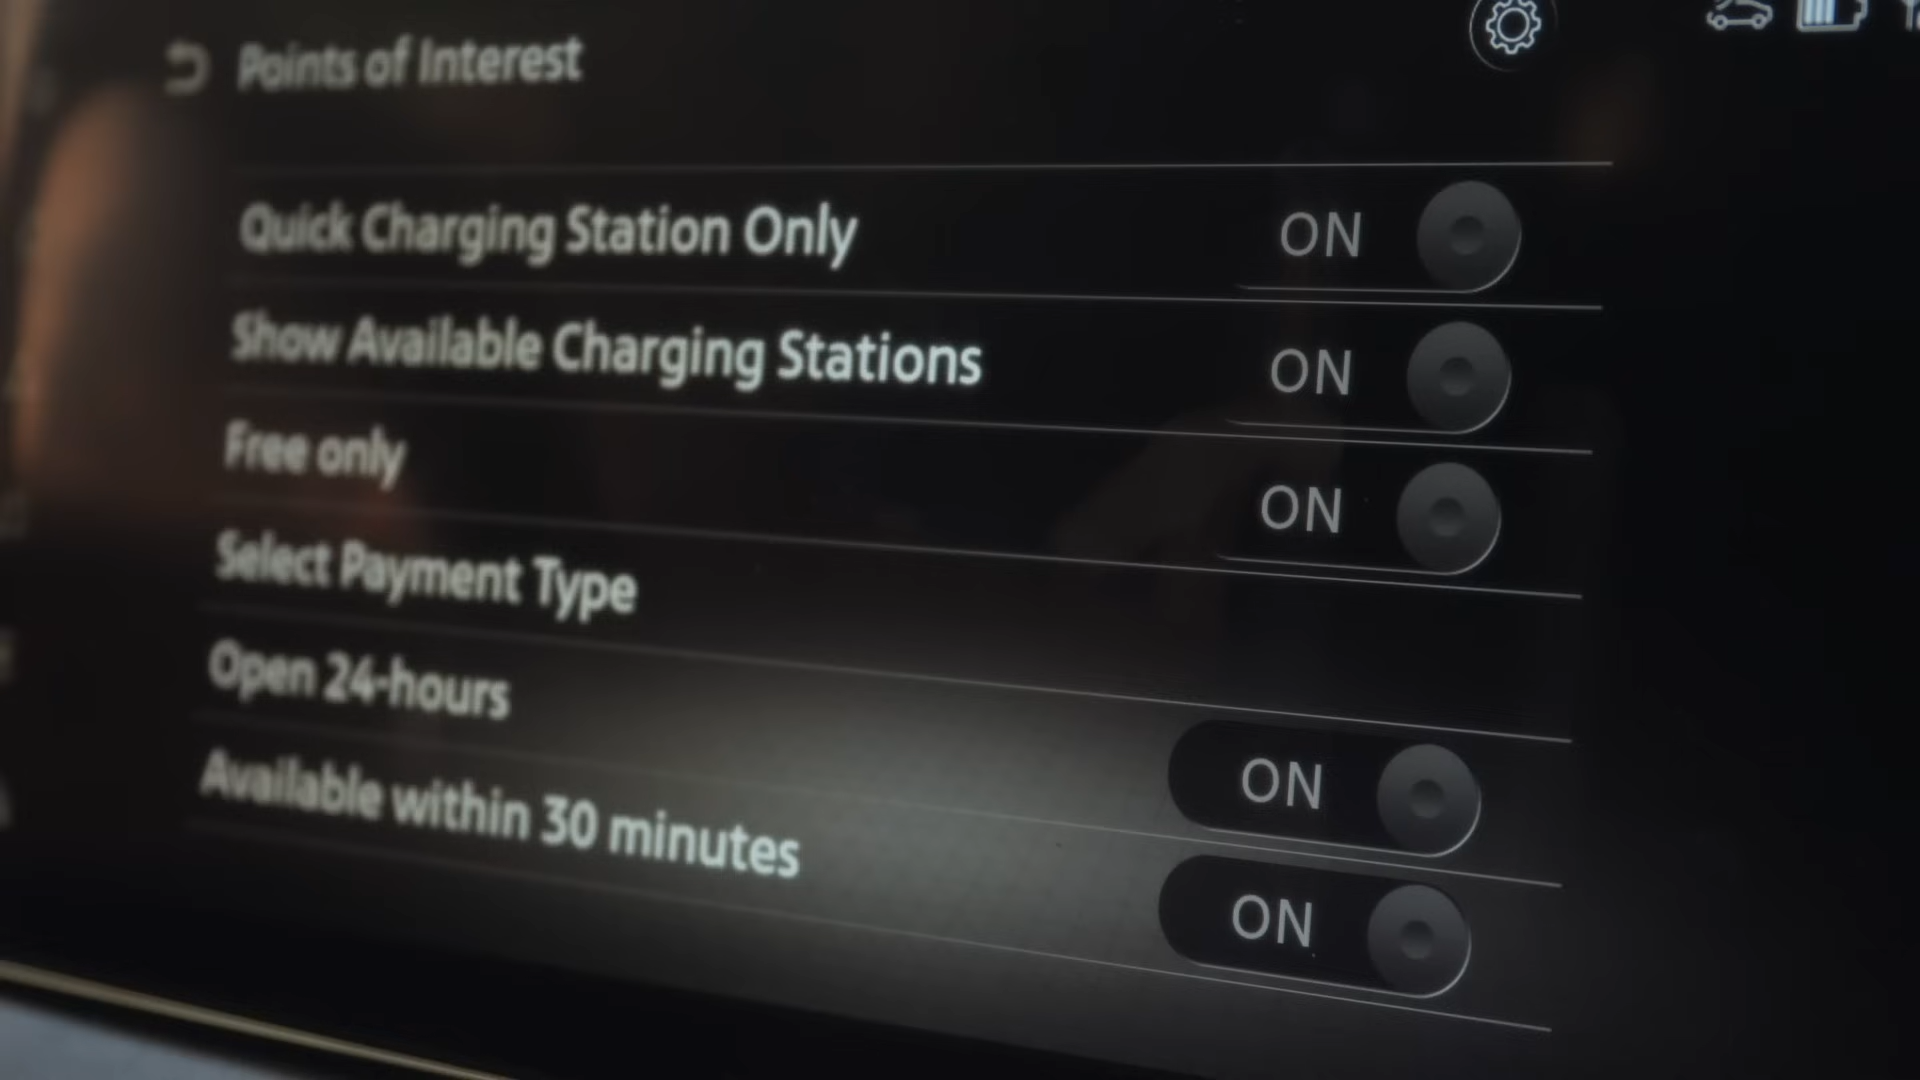 Points of Interest
Quick Charging Station Only ON
Show Available Charging Stations ON
Free only ON
Select Payment Type
Open 24-hours ON
Available within 30 minutes ON